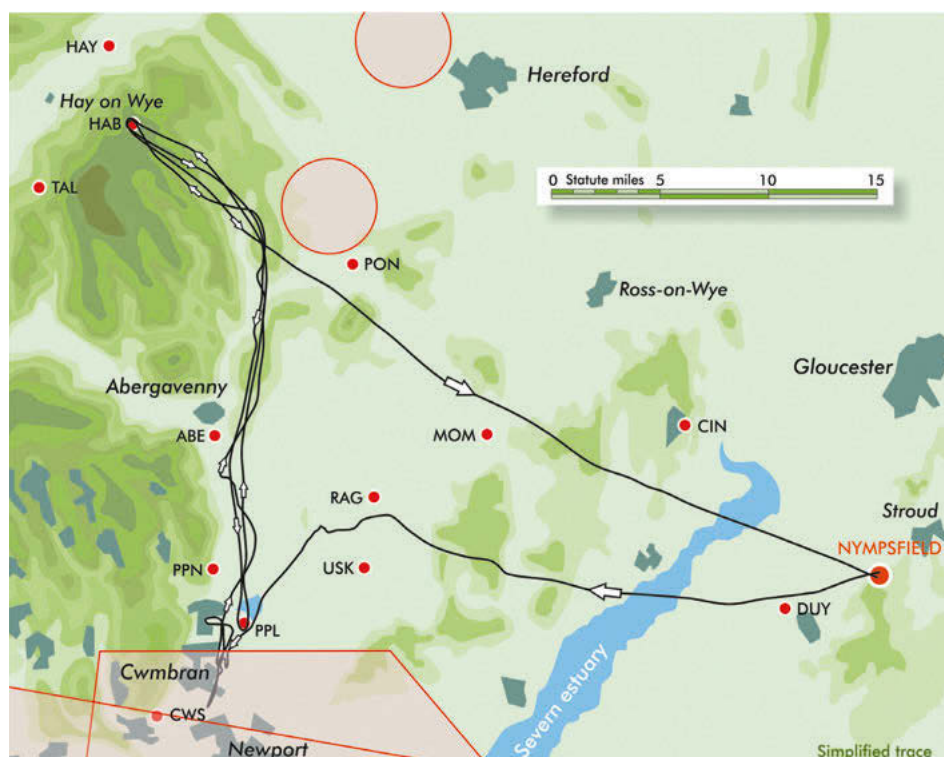 HAY
Hereford
Hay on Wye
HAB
TAL
0 Statute miles 5 10 15
PON
Ross-on-Wye
Gloucester
Abergavenny
ABE
MOM
CIN
RAG
Stroud
NYMPSFIELD
PPN
USK
DUY
PPL
Cwmbran
CWS
Newport
Severn estuary
Simplified trace